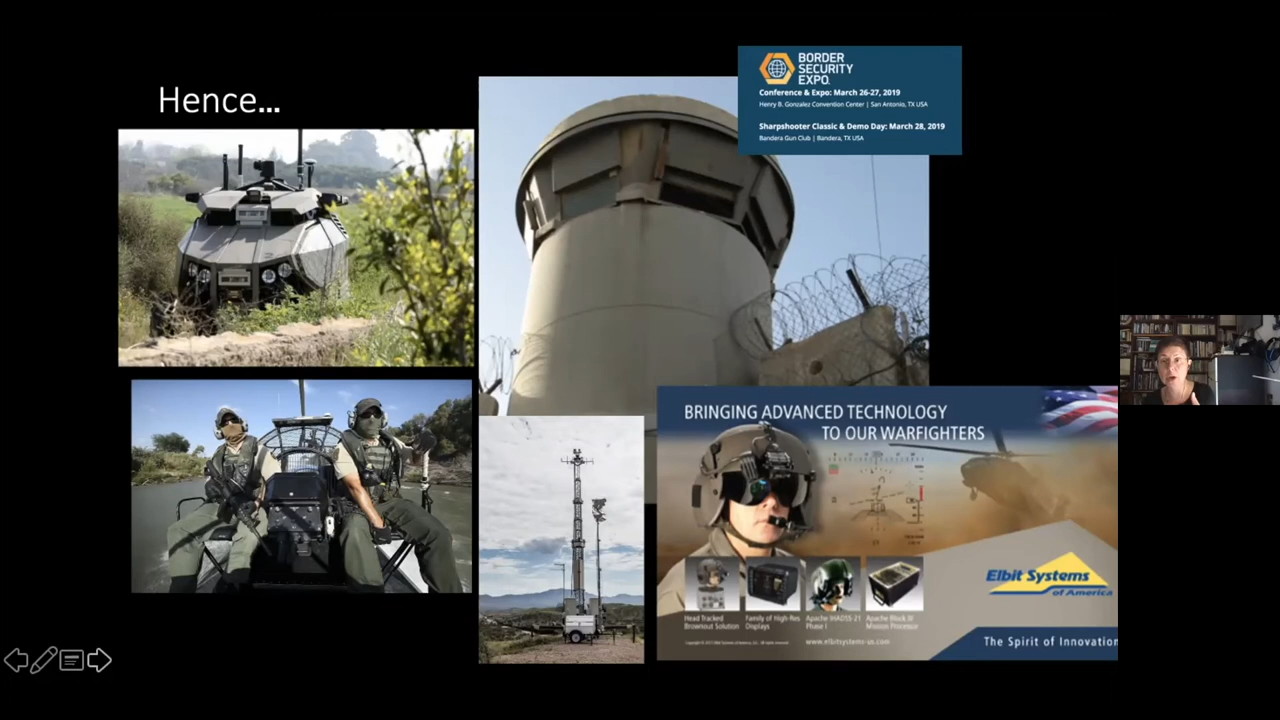 Hence...
BORDER
SECURITY
EXPO.
Conference & Expo: March 26-27, 2019
Henry B. Gonzalez Convention Center | San Antonio, TX USA
Sharpshooter Classic & Demo Day: March 28, 2019
Bandera Gun Club | Bandera, TX USA
BRINGING ADVANCED TECHNOLOGY
TO OUR WARFIGHTERS
Elbit Systems
of America
Head Tracked
Brownout Solution
Family of High-Res
Displays
Apache IHADSS-21
Phase I
Apache Block III
Mission Processor
www.elbitsystems-us.com
The Spirit of Innovation